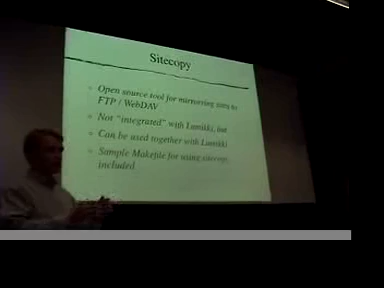 Sitecopy
Open source tool for mirrorring sites to
FTP / WebDAV
Not "integrated" with Lumikki, but
Can be used together with Lumikki
Sample Makefile for using sitecopy
included